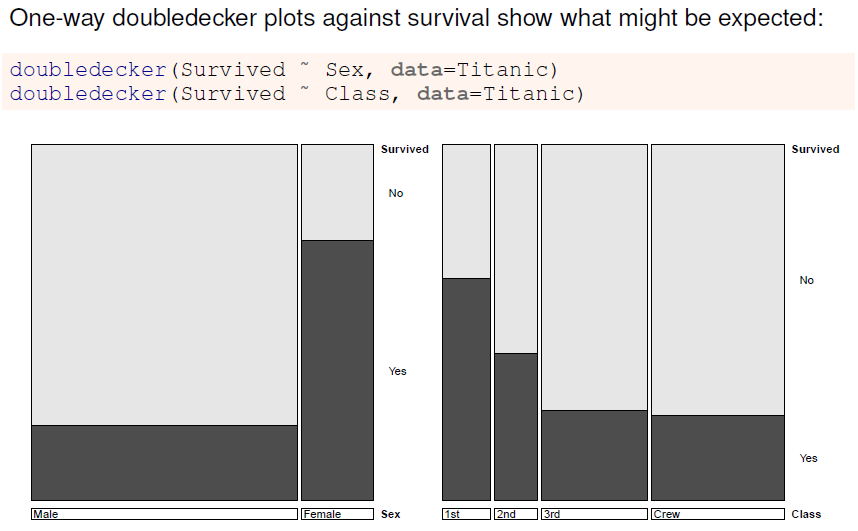 One-way doubledecker plots against survival show what might be expected:
doubledecker(Survived ~ Sex, data=Titanic)
doubledecker(Survived ~ Class, data=Titanic)
Survived
No
Yes
Male Female Sex
Survived
No
Yes
1st 2nd 3rd Crew Class